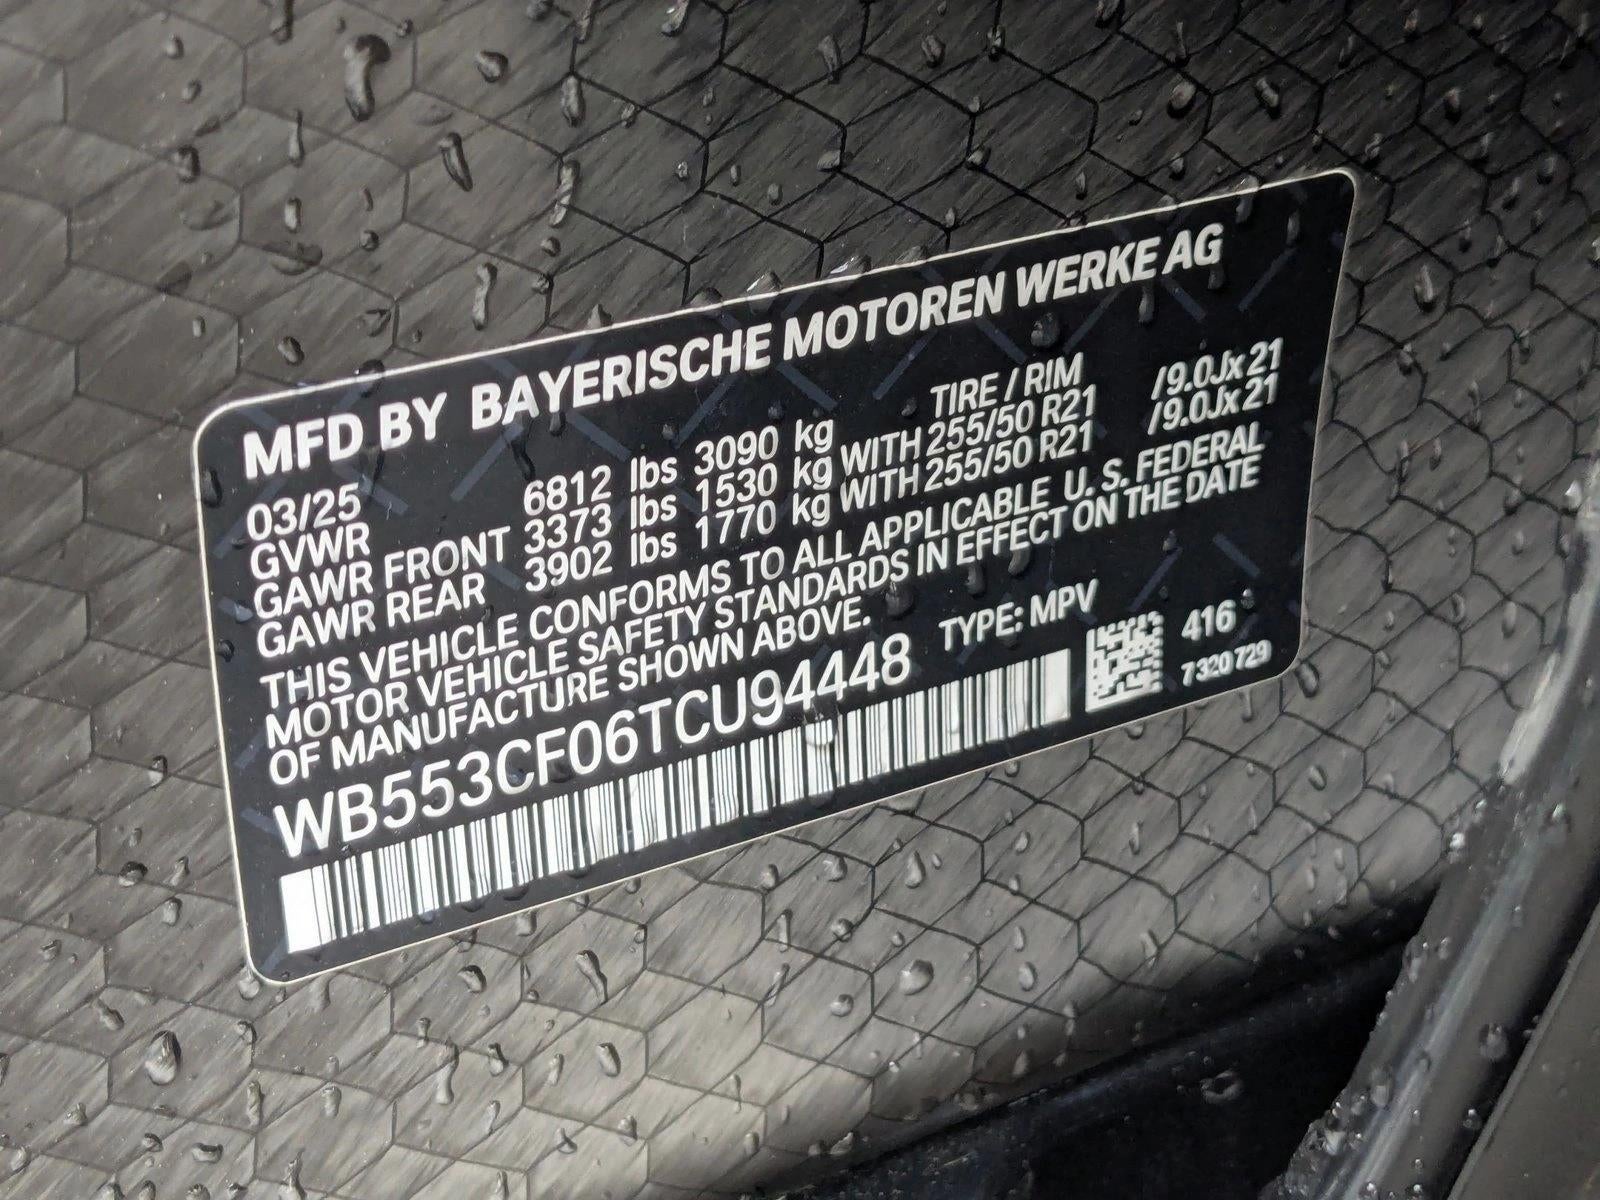 MFD BY BAYERISCHE MOTOREN WERKE AG
03/25 TIRE / RIM
GVWR 6812 lbs 3090 kg
GAWR FRONT 3373 lbs 1530 kg WITH 255/50 R21 /9.0Jx21
GAWR REAR 3902 lbs 1770 kg WITH 255/50 R21 /9.0Jx21
THIS VEHICLE CONFORMS TO ALL APPLICABLE U. S. FEDERAL
MOTOR VEHICLE SAFETY STANDARDS IN EFFECT ON THE DATE
OF MANUFACTURE SHOWN ABOVE.
WB553CF06TCU94448 TYPE: MPV
416
7 320 729